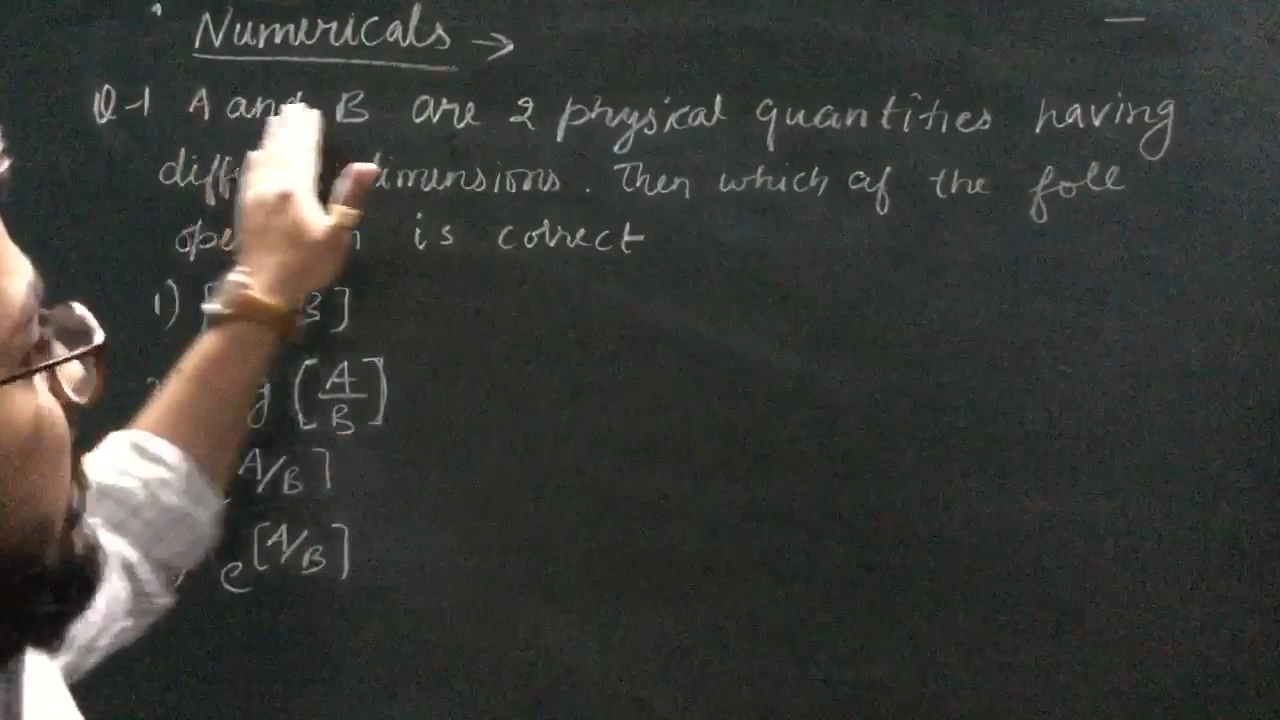 Numericals →
Q-1 A and B are 2 physical quantities having
dimensions. Then which of the foll
is correct
1) [ B]
[A/B]
A/B]
e[A/B]